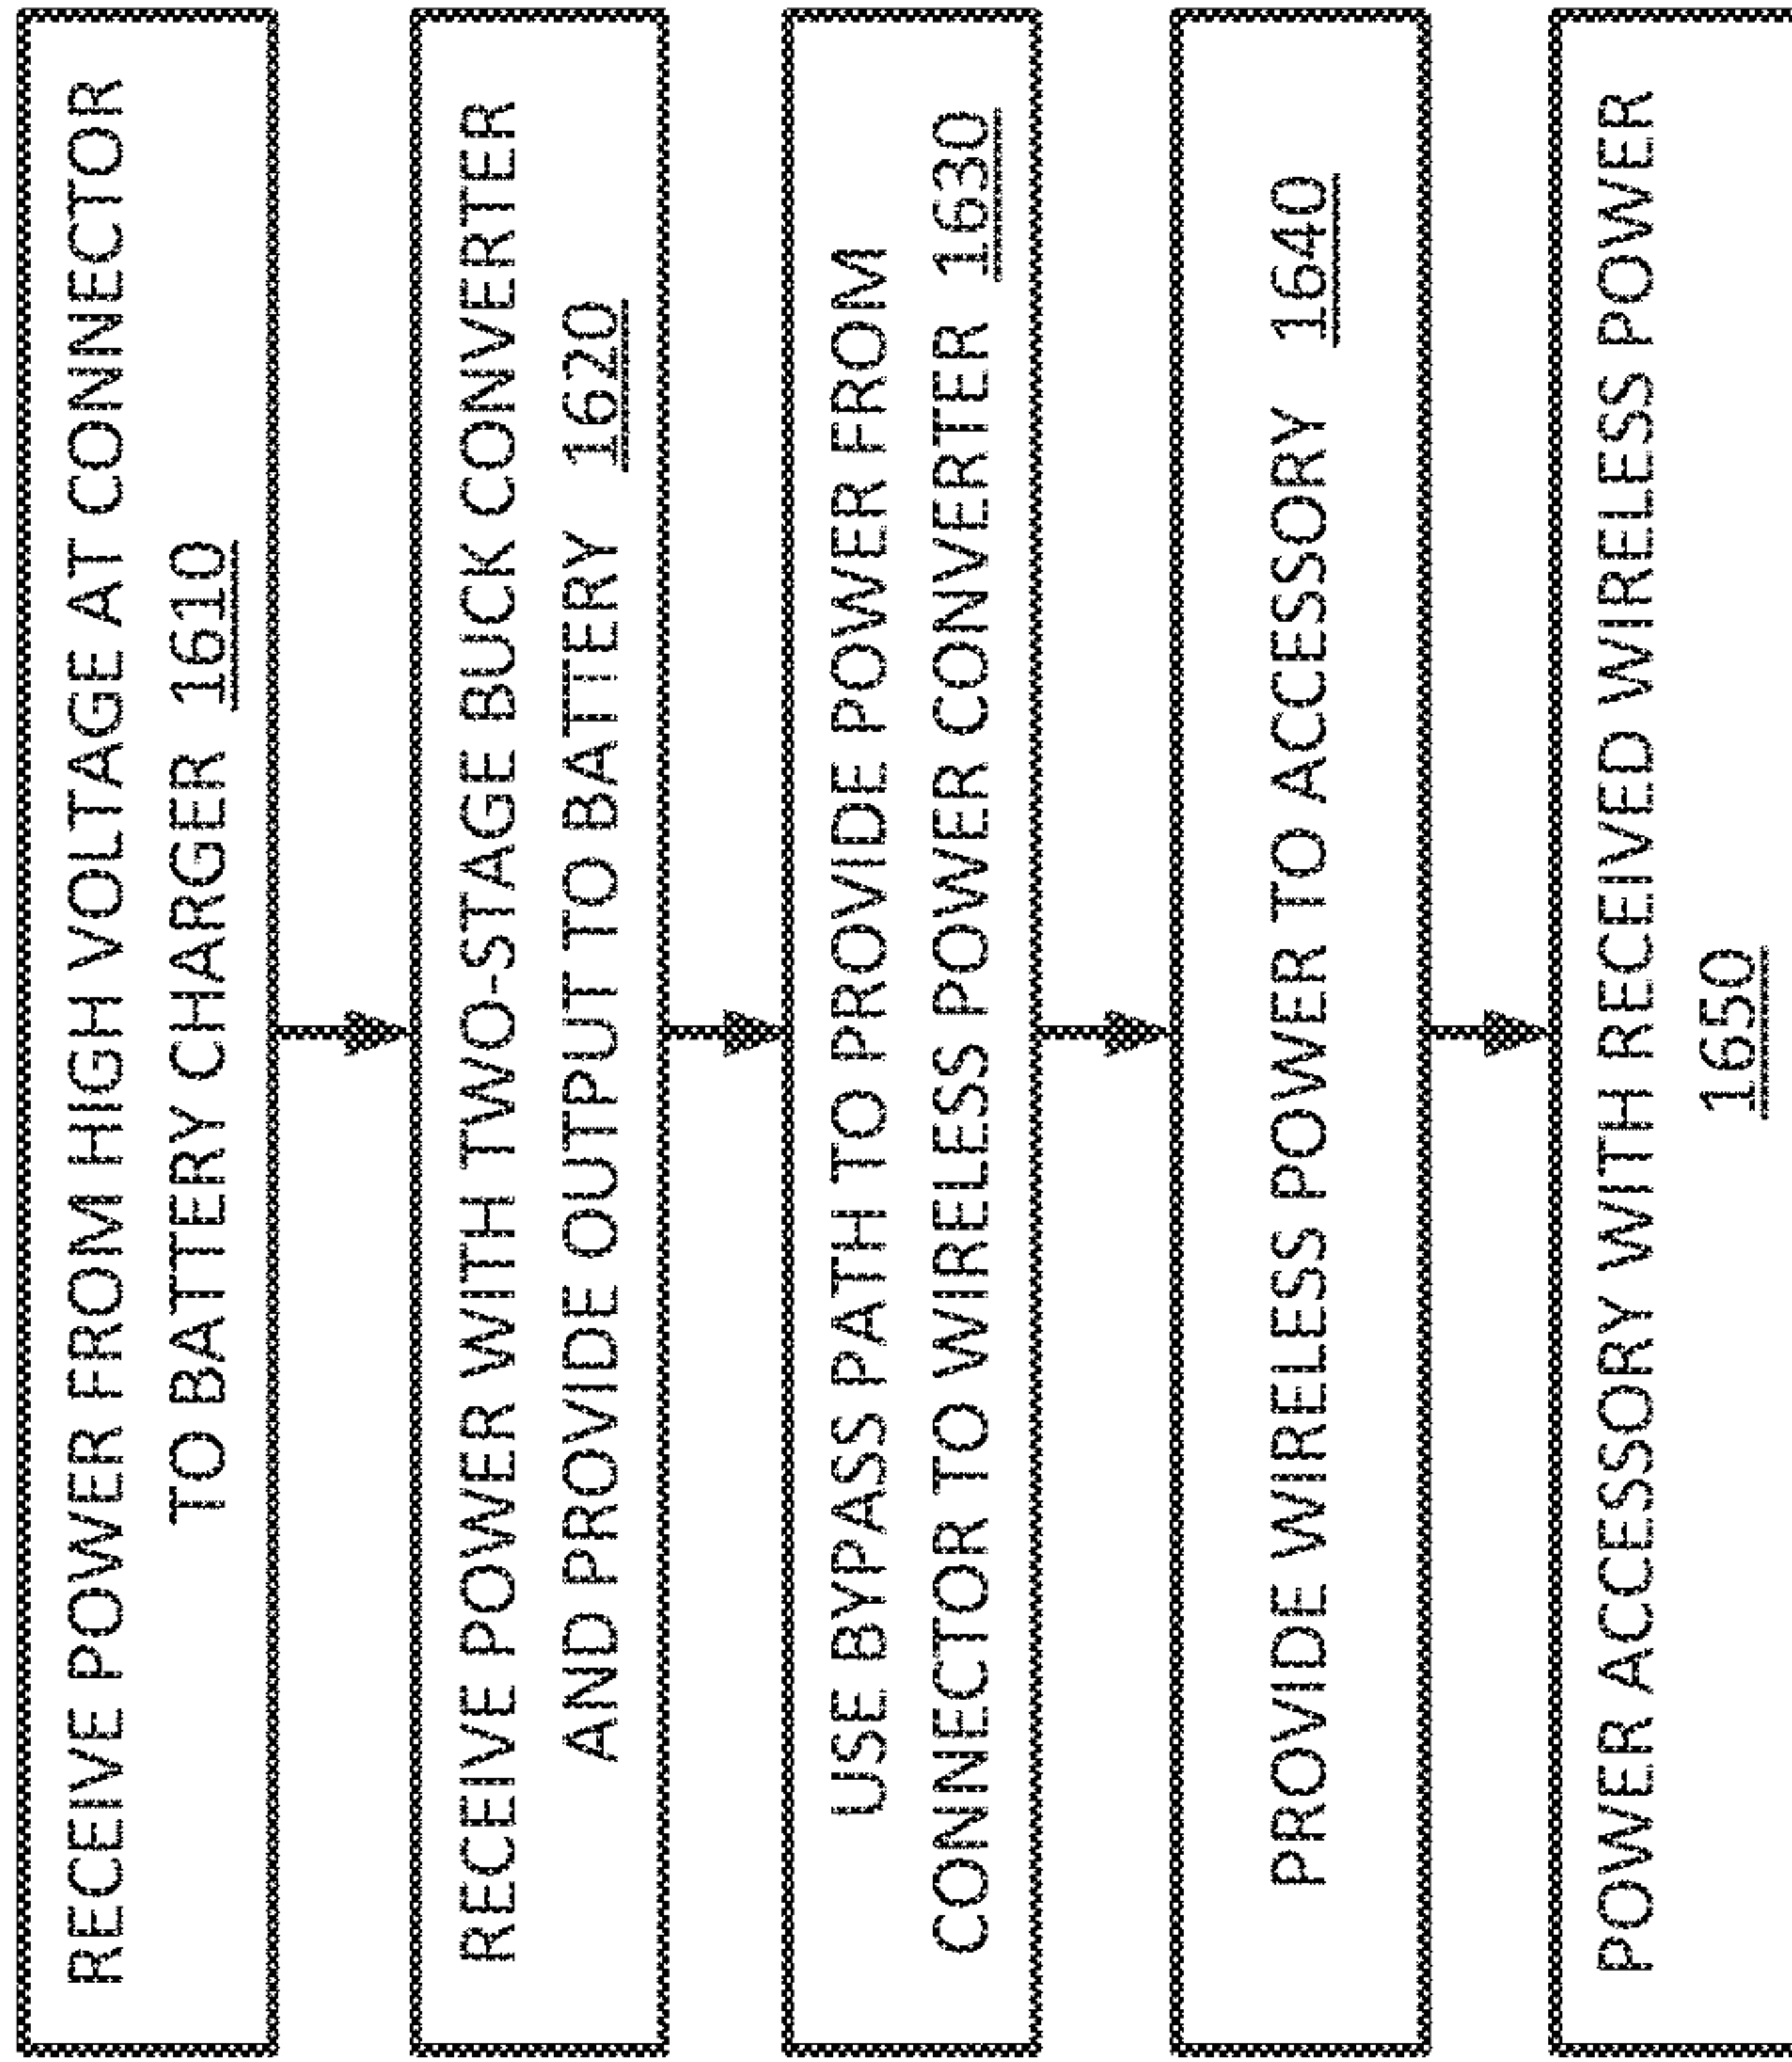 RECEIVE POWER FROM HIGH VOLTAGE AT CONNECTOR
TO BATTERY CHARGER 1610
RECEIVE POWER WITH TWO-STAGE BUCK CONVERTER
AND PROVIDE OUTPUT TO BATTERY 1620
USE BYPASS PATH TO PROVIDE POWER FROM
CONNECTOR TO WIRELESS POWER CONVERTER 1630
PROVIDE WIRELESS POWER TO ACCESSORY 1640
POWER ACCESSORY WITH RECEIVED WIRELESS POWER
1650